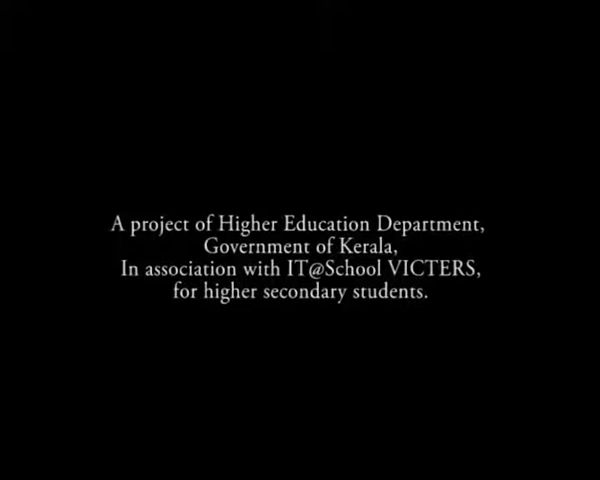 A project of Higher Education Department,
Government of Kerala,
In association with IT@School VICTERS,
for higher secondary students.